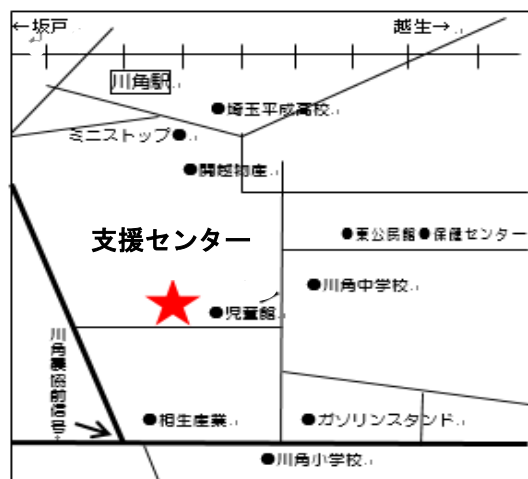 ←坂戸
越生→
川角駅
●埼玉平成高校
ミニストップ●
●開越物産
支援センター
●東公民館●保健センター
●川角中学校
●児童館
川角農協前信号
●相生産業
●ガソリンスタンド
●川角小学校